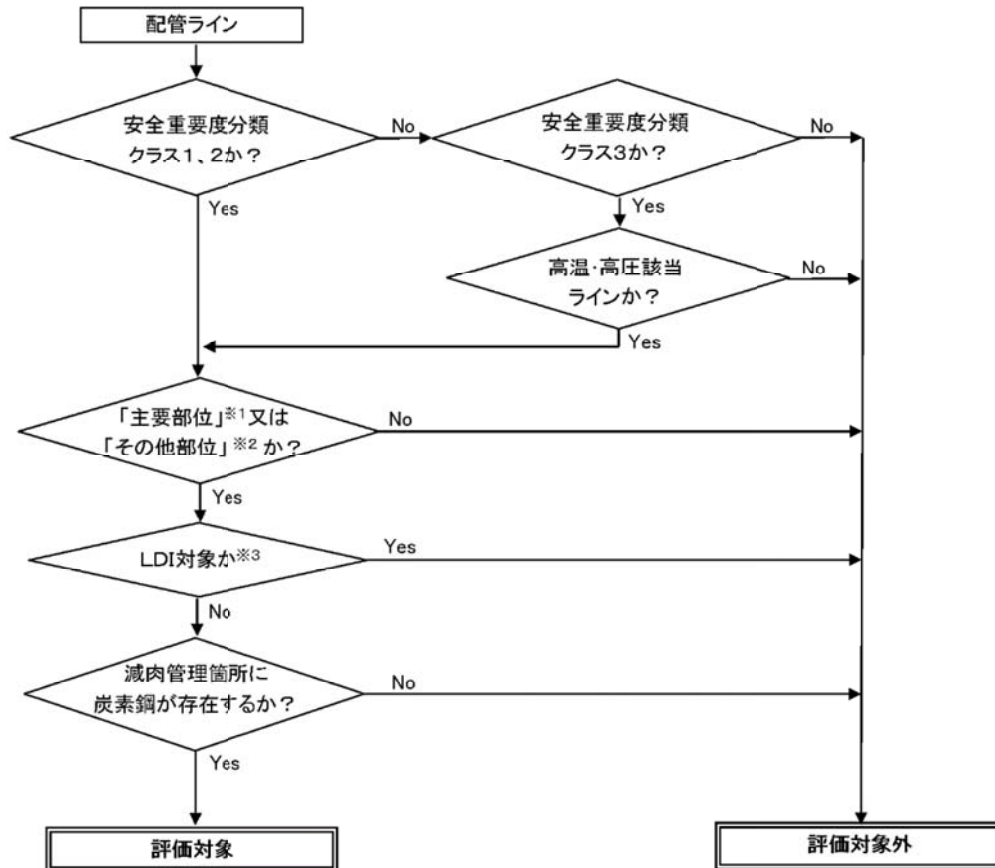 配管ライン
安全重要度分類
クラス1、2か？
No
安全重要度分類
クラス3か？
No
Yes
Yes
高温・高圧該当
ラインか？
No
Yes
「主要部位」※1又は
「その他部位」※2か？
No
Yes
LDI対象か※3
Yes
No
減肉管理箇所に
炭素鋼が存在するか？
No
Yes
評価対象
評価対象外